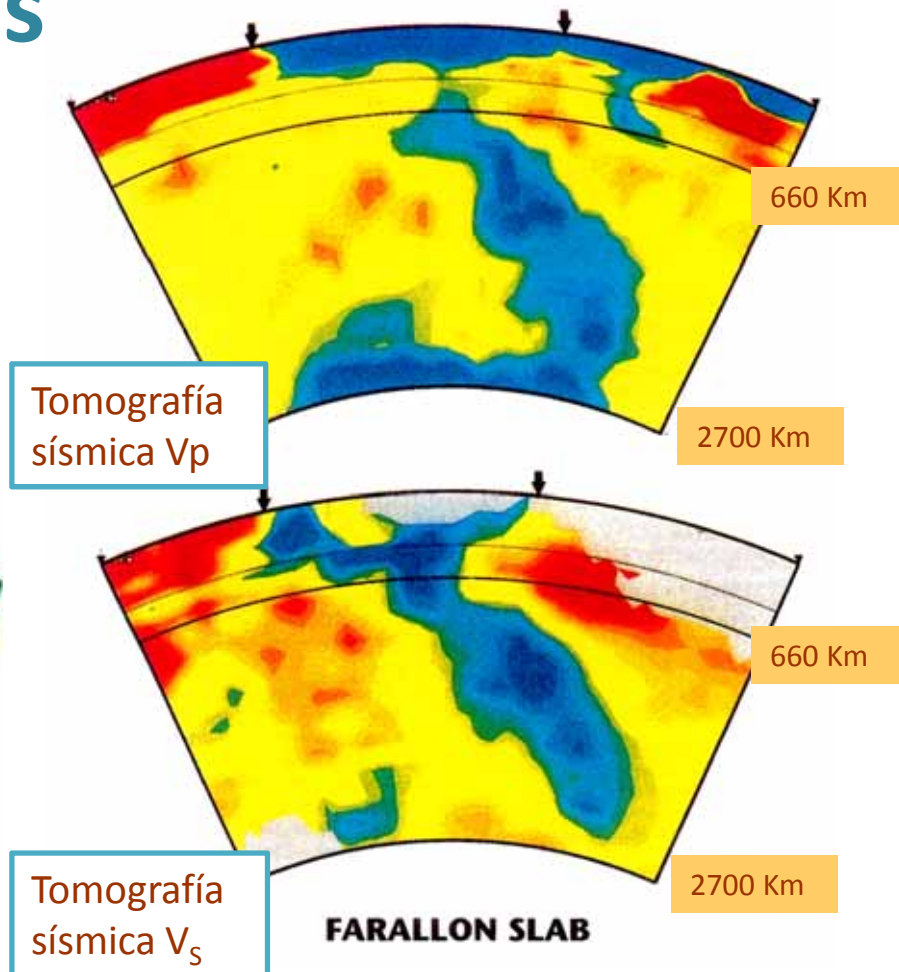 s
660 Km
Tomografía
sísmica Vp
2700 Km
660 Km
Tomografía
sísmica VS
2700 Km
FARALLON SLAB